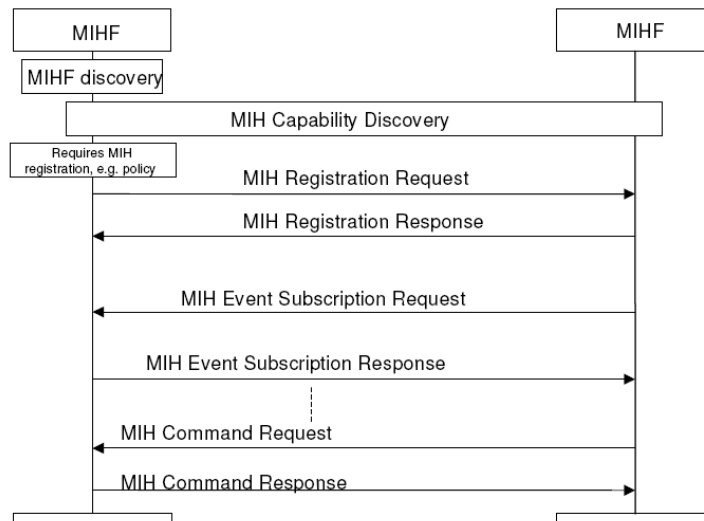 MIHF
MIHF
MIHF discovery
MIH Capability Discovery
Requires MIH
registration, e.g. policy
MIH Registration Request
MIH Registration Response
MIH Event Subscription Request
MIH Event Subscription Response
MIH Command Request
MIH Command Response